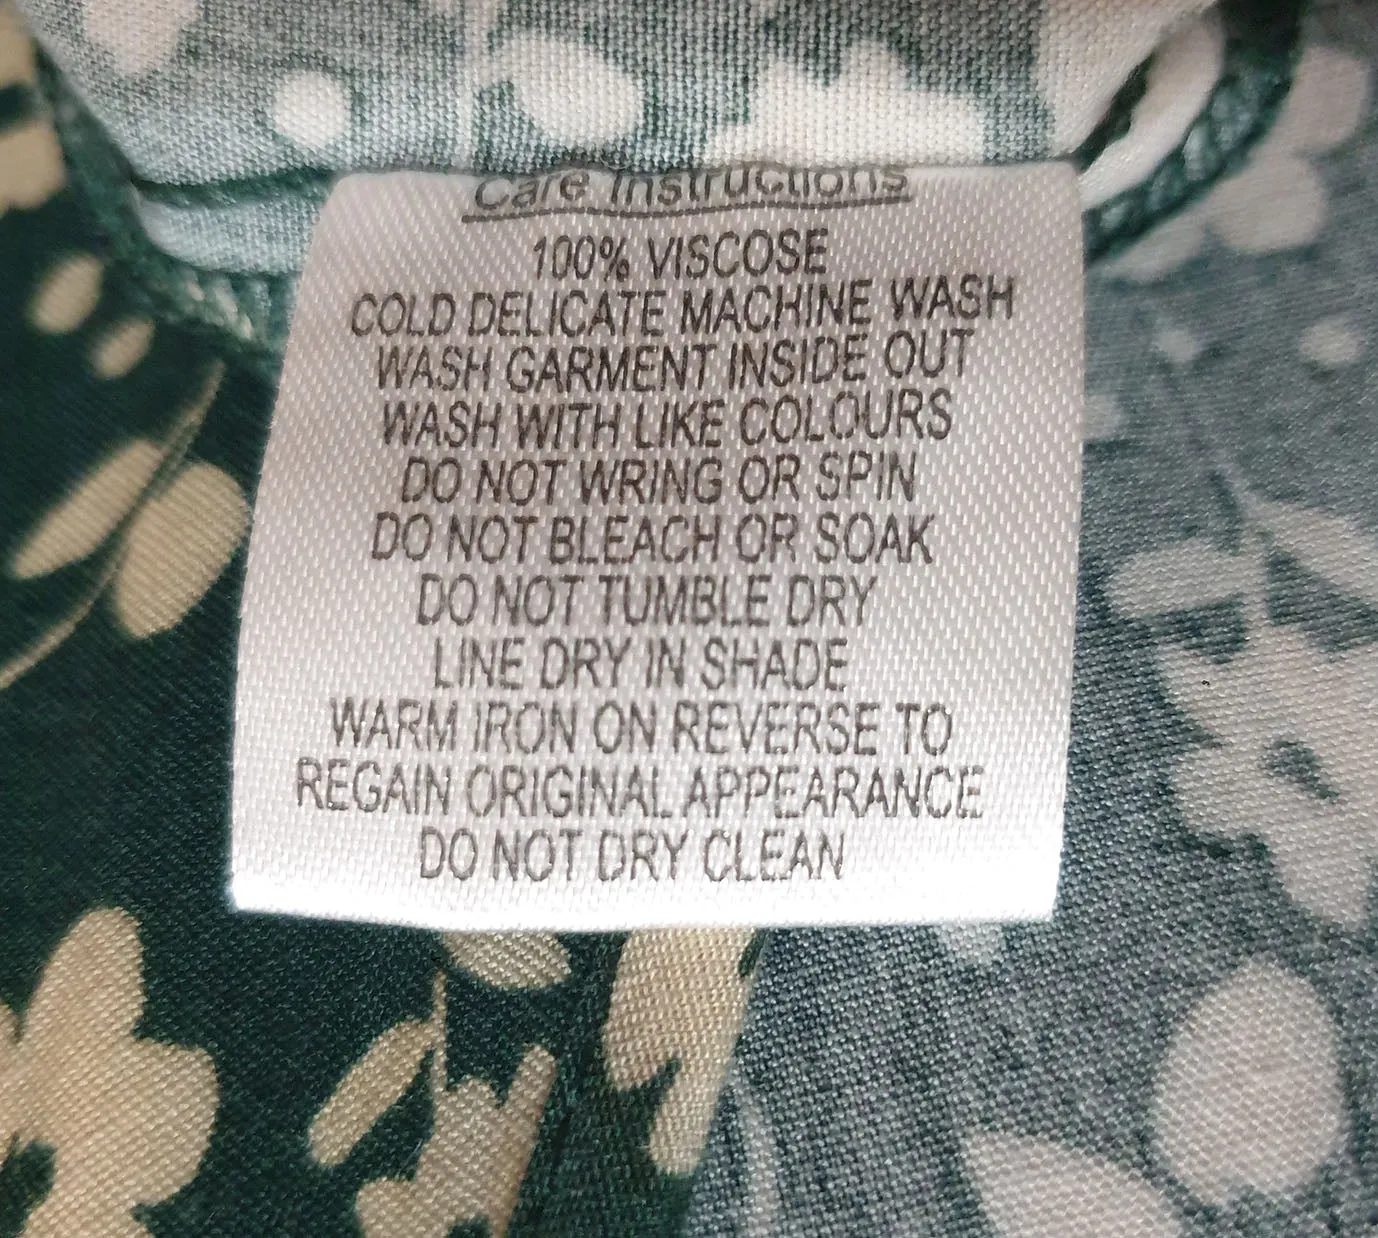 Care Instructions
100% VISCOSE
COLD DELICATE MACHINE WASH
WASH GARMENT INSIDE OUT
WASH WITH LIKE COLOURS
DO NOT WRING OR SPIN
DO NOT BLEACH OR SOAK
DO NOT TUMBLE DRY
LINE DRY IN SHADE
WARM IRON ON REVERSE TO
REGAIN ORIGINAL APPEARANCE
DO NOT DRY CLEAN